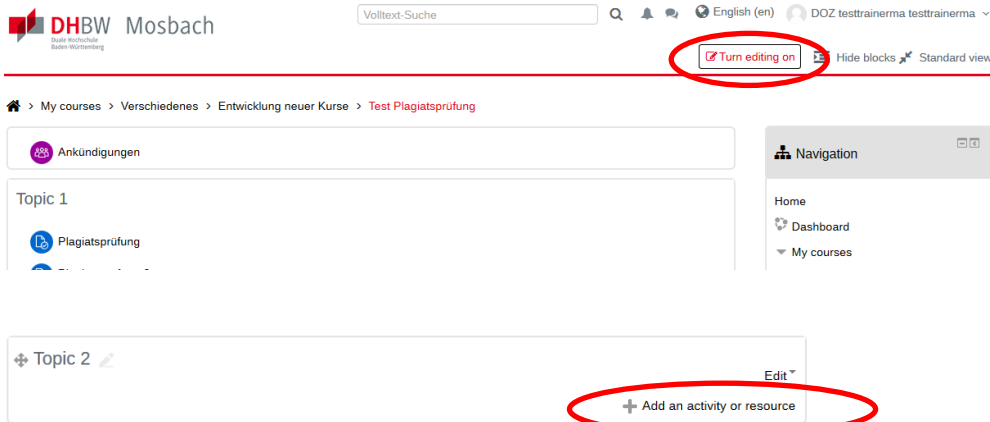 DHBW Mosbach
Duale Hochschule
Baden-Württemberg
Volltext-Suche
English (en)
DOZ testtrainerma testtrainerma
Turn editing on
Hide blocks
Standard view
My courses > Verschiedenes > Entwicklung neuer Kurse > Test Plagiatsprüfung
Ankündigungen
Navigation
Topic 1
Home
Dashboard
Plagiatsprüfung
My courses
Topic 2
Edit
Add an activity or resource